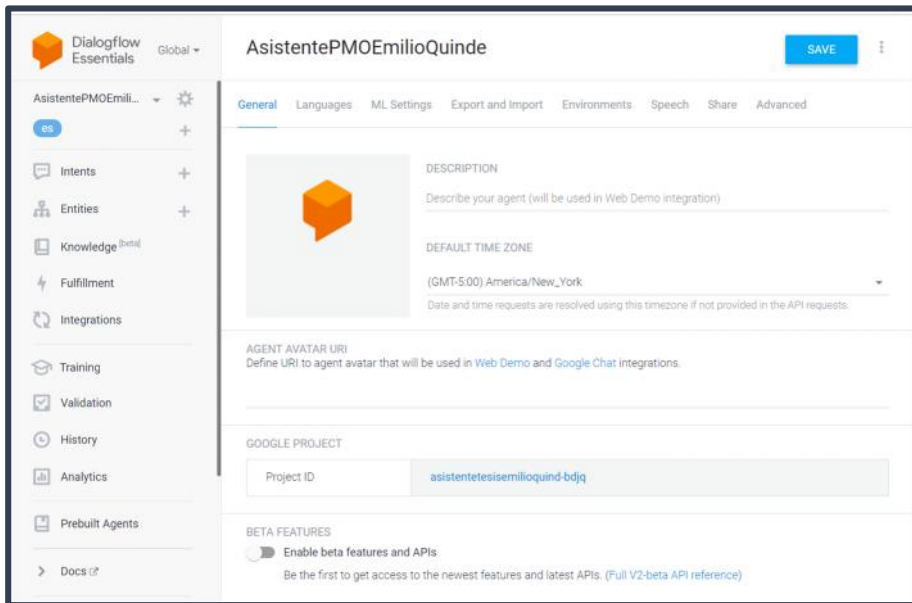 Dialogflow
Essentials
Global
AsistentePMOEmili...
es
Intents
Entities
Knowledge [beta]
Fulfillment
Integrations
Training
Validation
History
Analytics
Prebuilt Agents
Docs
AsistentePMOEmilioQuinde
SAVE
General Languages ML Settings Export and Import Environments Speech Share Advanced
DESCRIPTION
Describe your agent (will be used in Web Demo integration)
DEFAULT TIME ZONE
(GMT-5:00) America/New_York
Date and time requests are resolved using this timezone if not provided in the API requests.
AGENT AVATAR URI
Define URI to agent avatar that will be used in Web Demo and Google Chat integrations.
GOOGLE PROJECT
Project ID asistentetesisemilioquind-bdjq
BETA FEATURES
Enable beta features and APIs
Be the first to get access to the newest features and latest APIs. (Full V2-beta API reference)